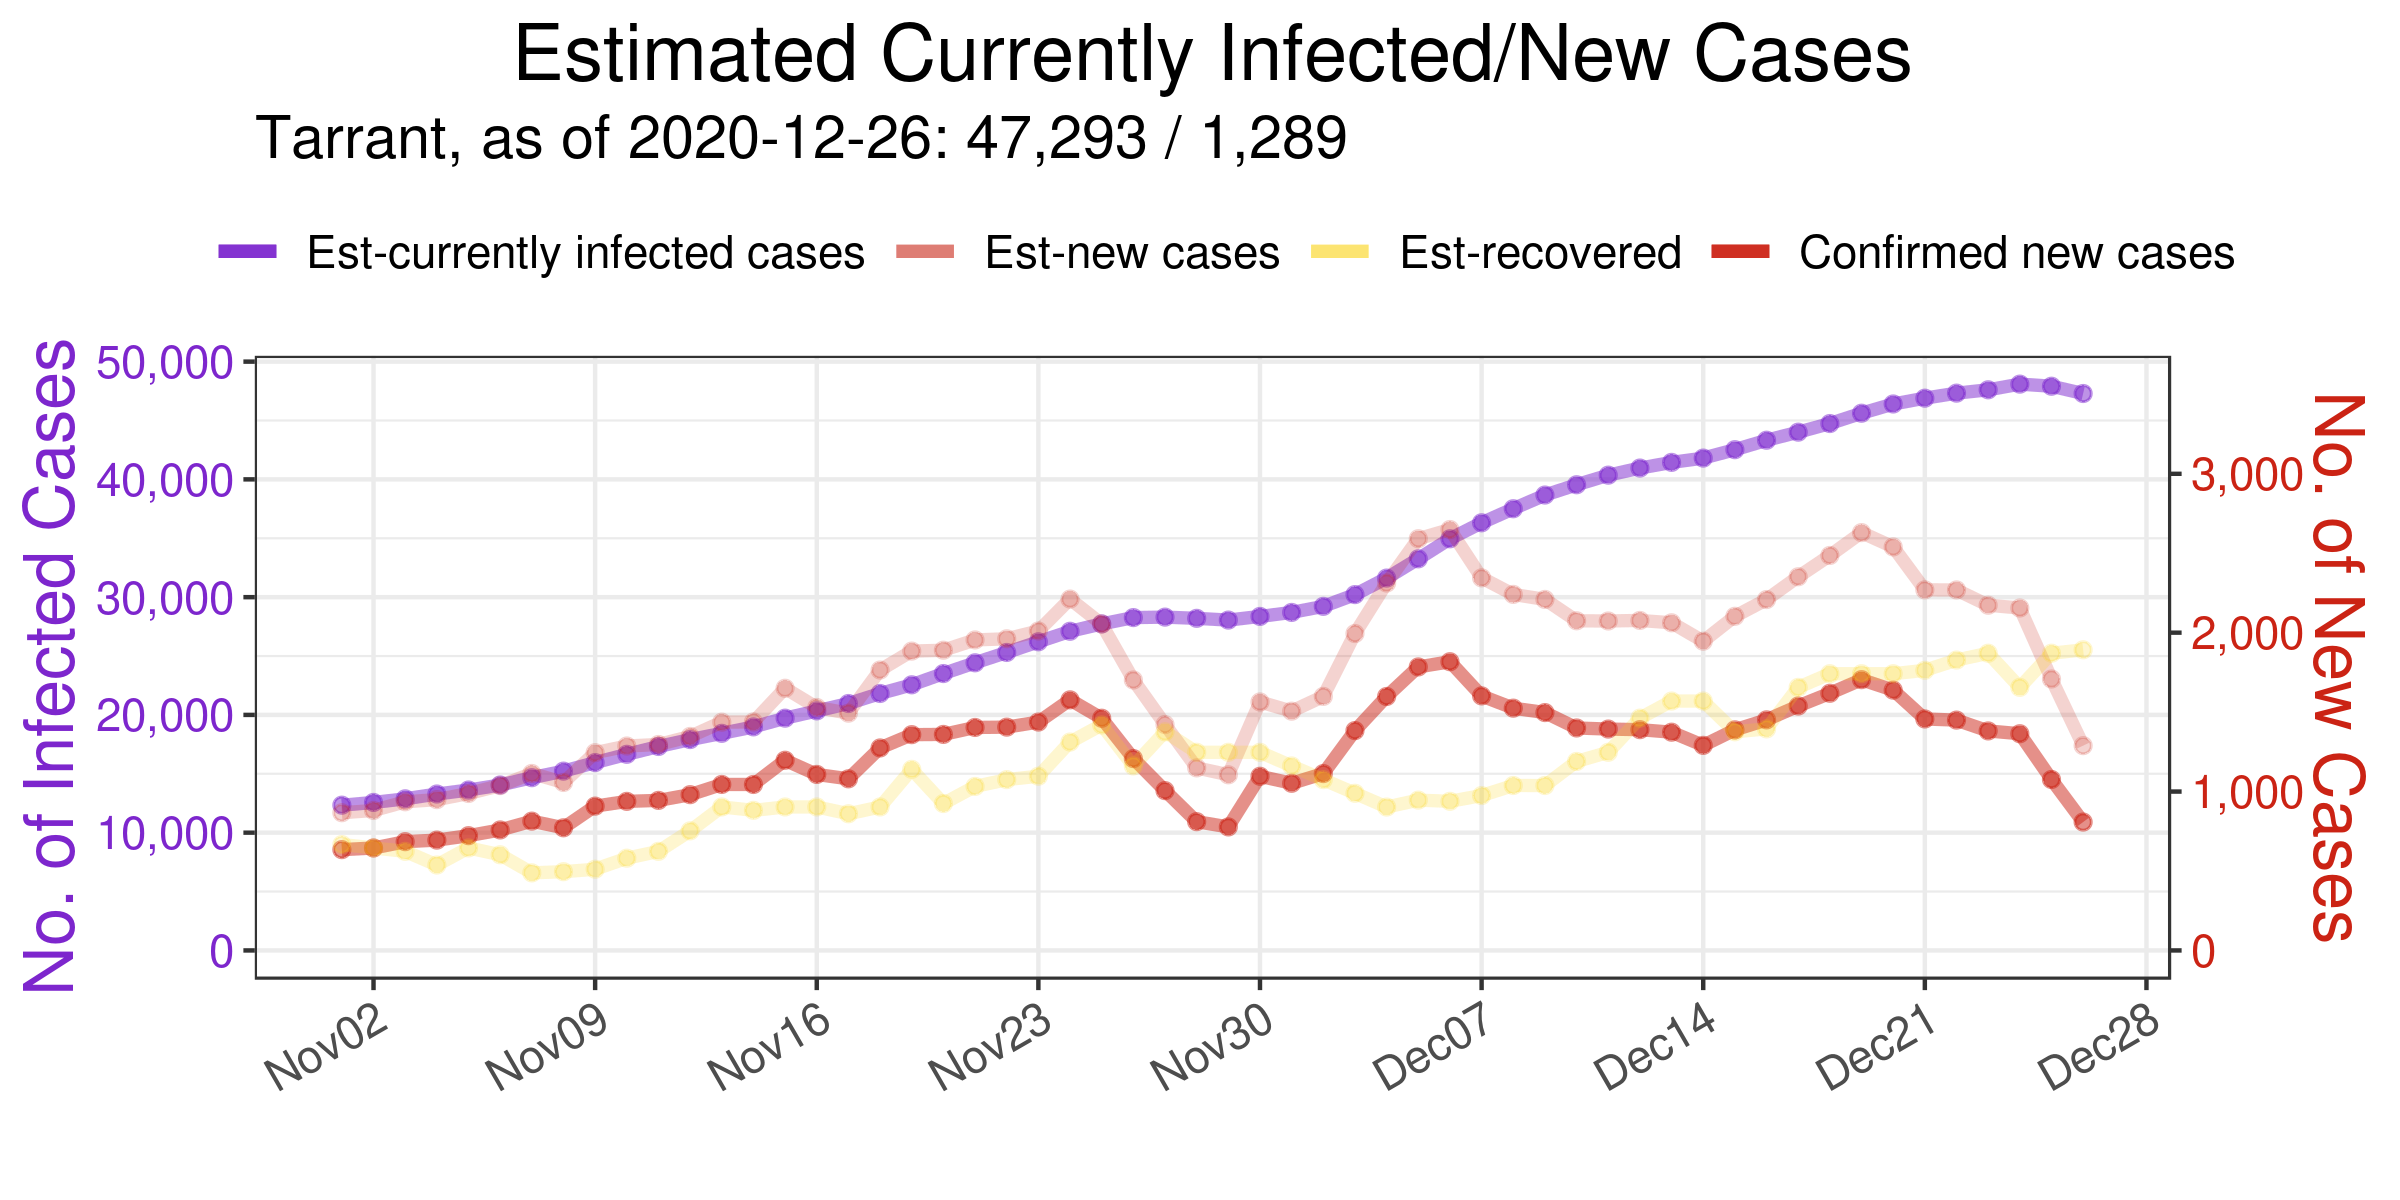 Estimated Currently Infected/New Cases
Tarrant, as of 2020-12-26: 47,293 / 1,289
Est-currently infected cases
Est-new cases
Est-recovered
Confirmed new cases
No. of Infected Cases
50,000
40,000
30,000
20,000
10,000
0
3,000
2,000
1,000
0
No. of New Cases
Nov02
Nov09
Nov16
Nov23
Nov30
Dec07
Dec14
Dec21
Dec28